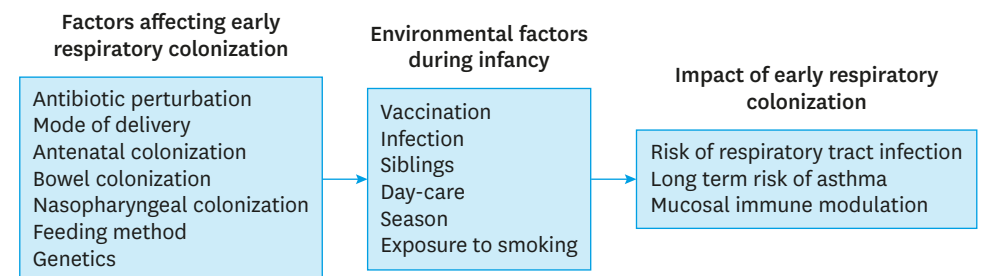 Factors affecting early
respiratory colonization
Antibiotic perturbation
Mode of delivery
Antenatal colonization
Bowel colonization
Nasopharyngeal colonization
Feeding method
Genetics
Environmental factors
during infancy
Vaccination
Infection
Siblings
Day-care
Season
Exposure to smoking
Impact of early respiratory
colonization
Risk of respiratory tract infection
Long term risk of asthma
Mucosal immune modulation